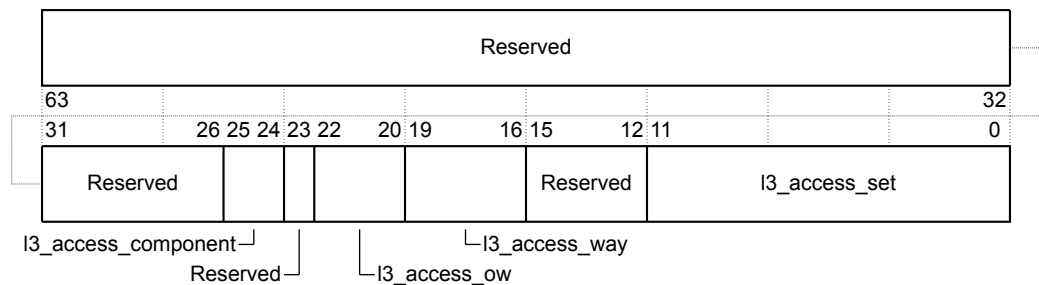 Reserved
63 32
31 26 25 24 23 22 20 19 16 15 12 11 0
Reserved Reserved l3_access_set
l3_access_component l3_access_way
Reserved l3_access_ow